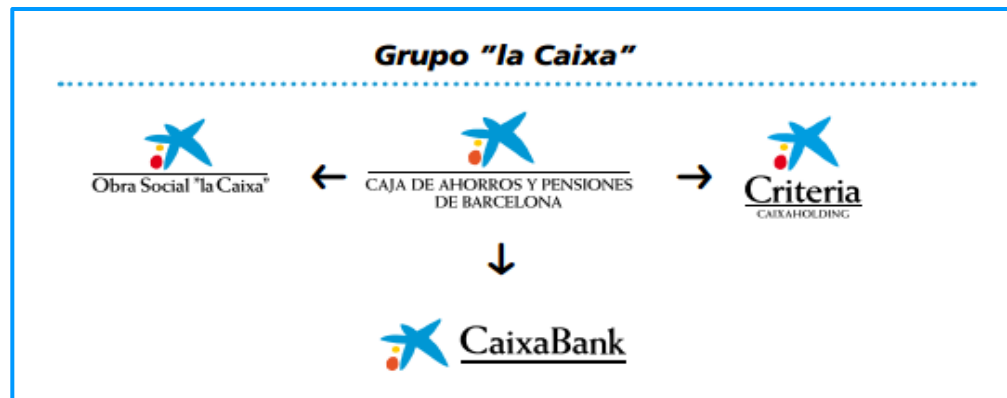 Grupo "la Caixa"
Obra Social "la Caixa"
CAJA DE AHORROS Y PENSIONES
DE BARCELONA
Criteria
CAIXAHOLDING
CaixaBank